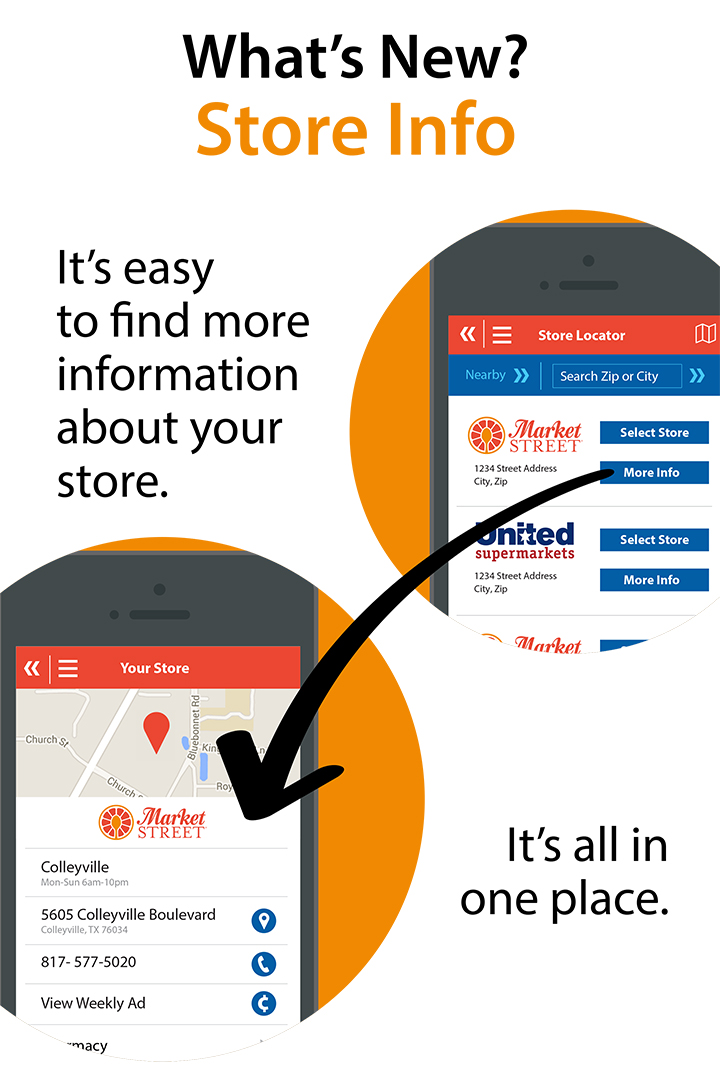 What's New?
Store Info
It's easy
to find more
information
about your
store.
Store Locator
Nearby
Search Zip or City
Market
STREET
Select Store
1234 Street Address
City, Zip
More Info
United
supermarkets
Select Store
1234 Street Address
City, Zip
More Info
Market
Your Store
Church St
Bluebonnet Rd
Church
Market
STREET
Colleyville
Mon-Sun 6am-10pm
5605 Colleyville Boulevard
Colleyville, TX 76034
817- 577-5020
View Weekly Ad
rmacy
It's all in
one place.